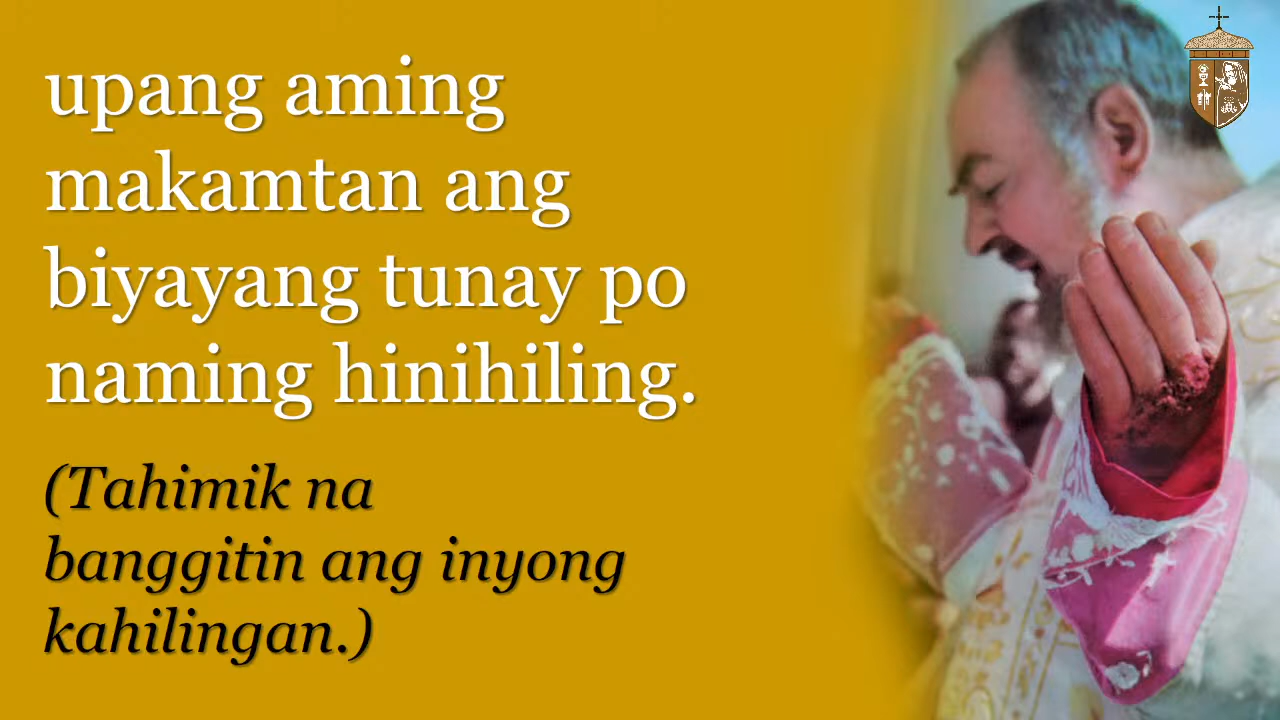 upang aming
makamtan ang
biyayang tunay po
naming hinihiling.
(Tahimik na
banggitin ang inyong
kahilingan.)